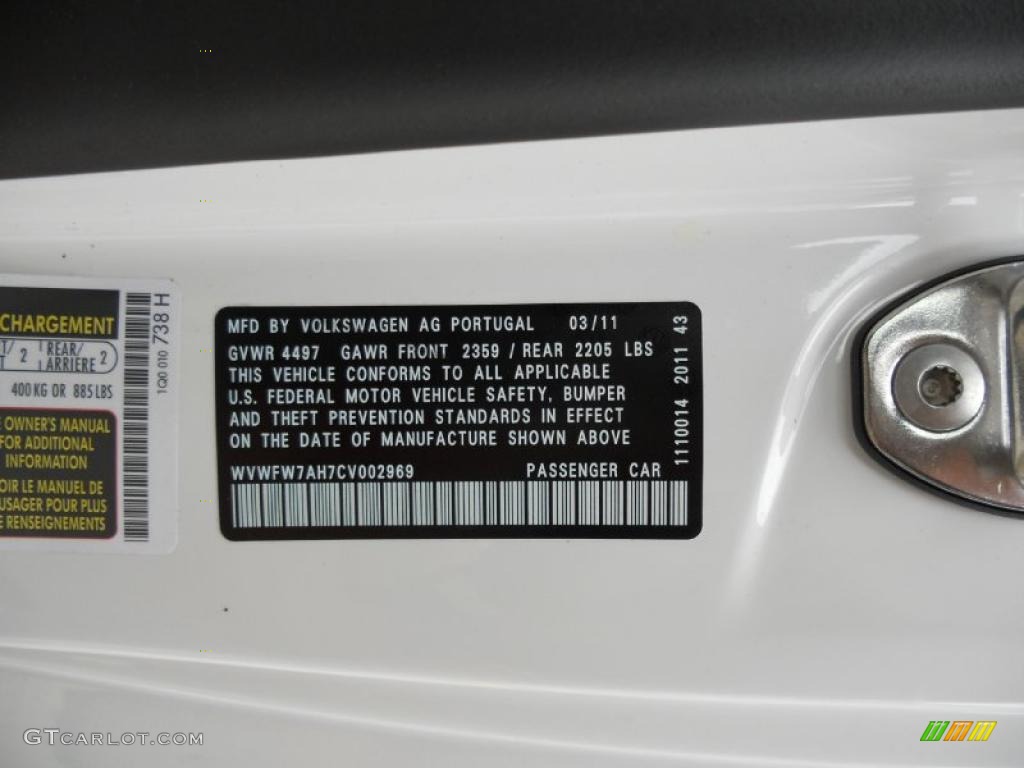 CHARGEMENT
2 REAR/ ARRIÈRE 2
400 KG OR 885 LBS
OWNER'S MANUAL
FOR ADDITIONAL
INFORMATION
OIR LE MANUEL DE
USAGER POUR PLUS
E RENSEIGNEMENTS
1Q0 010 738 H
MFD BY VOLKSWAGEN AG PORTUGAL 03/11
GVWR 4497 GAWR FRONT 2359 / REAR 2205 LBS
THIS VEHICLE CONFORMS TO ALL APPLICABLE
U.S. FEDERAL MOTOR VEHICLE SAFETY, BUMPER
AND THEFT PREVENTION STANDARDS IN EFFECT
ON THE DATE OF MANUFACTURE SHOWN ABOVE
WVWFW7AH7CV002969 PASSENGER CAR
1110014 2011 43
GTCARLOT.COM